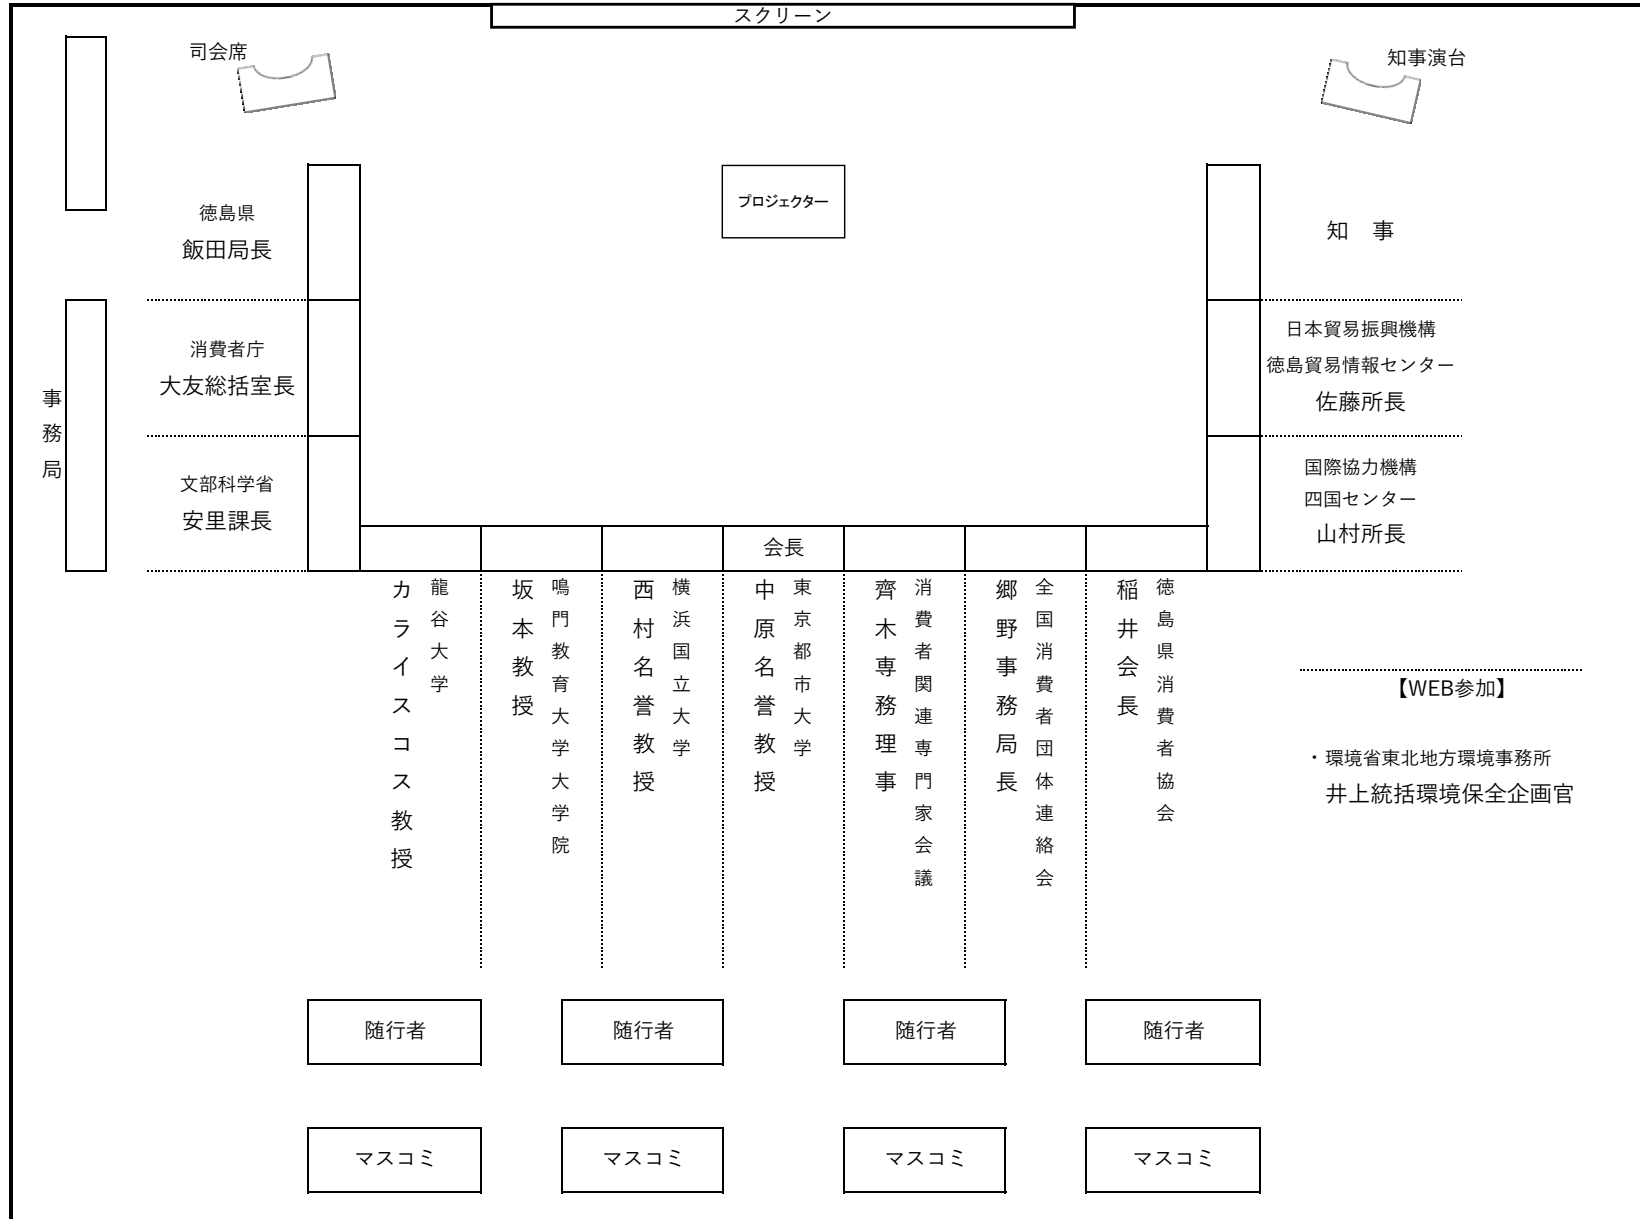 スクリーン
司会席
知事演台
プロジェクター
徳島県
飯田局長
消費者庁
大友総括室長
文部科学省
安里課長
事務局
知　事
日本貿易振興機構
徳島貿易情報センター
佐藤所長
国際協力機構
四国センター
山村所長
会長
龍谷大学
カライスコス教授
鳴門教育大学大学院
坂本教授
横浜国立大学
西村名誉教授
東京都市大学
中原名誉教授
消費者関連専門家会議
齊木専務理事
全国消費者団体連絡会
郷野事務局長
徳島県消費者協会
稲井会長
【WEB参加】
・環境省東北地方環境事務所
井上統括環境保全企画官
随行者
随行者
随行者
随行者
マスコミ
マスコミ
マスコミ
マスコミ